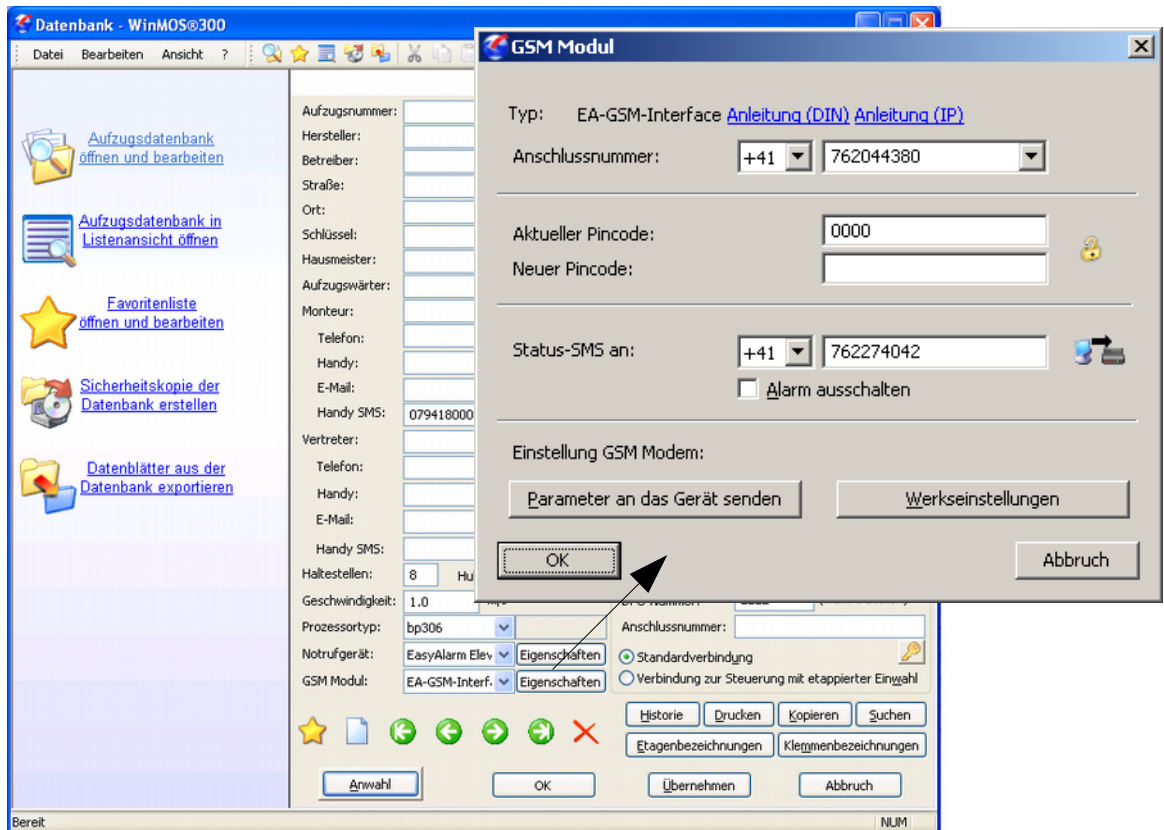 Datenbank - WinMOS®300
Datei Bearbeiten Ansicht ?
Aufzugsdatenbank
öffnen und bearbeiten
Aufzugsdatenbank in
Listenansicht öffnen
Favoritenliste
öffnen und bearbeiten
Sicherheitskopie der
Datenbank erstellen
Datenblätter aus der
Datenbank exportieren
Aufzugsnummer:
Hersteller:
Betreiber:
Straße:
Ort:
Schlüssel:
Hausmeister:
Aufzugswärter:
Monteur:
Telefon:
Handy:
E-Mail:
Handy SMS: 079418000
Vertreter:
Telefon:
Handy:
E-Mail:
Handy SMS:
Haltestellen: 8 Hu
Geschwindigkeit: 1.0
Prozessortyp: bp306
Anschlussnummer:
Notrufgerät: EasyAlarm Elev Eigenschaften
Standardverbindung
GSM Modul: EA-GSM-Interf. Eigenschaften
Verbindung zur Steuerung mit etappierter Einwahl
Historie Drucken Kopieren Suchen
Etagenbezeichnungen Klemmenbezeichnungen
Anwahl OK Übernehmen Abbruch
Bereit NUM
GSM Modul
Typ: EA-GSM-Interface Anleitung (DIN) Anleitung (IP)
Anschlussnummer: +41 762044380
Aktueller Pincode: 0000
Neuer Pincode:
Status-SMS an: +41 762274042
Alarm ausschalten
Einstellung GSM Modem:
Parameter an das Gerät senden Werkseinstellungen
OK Abbruch